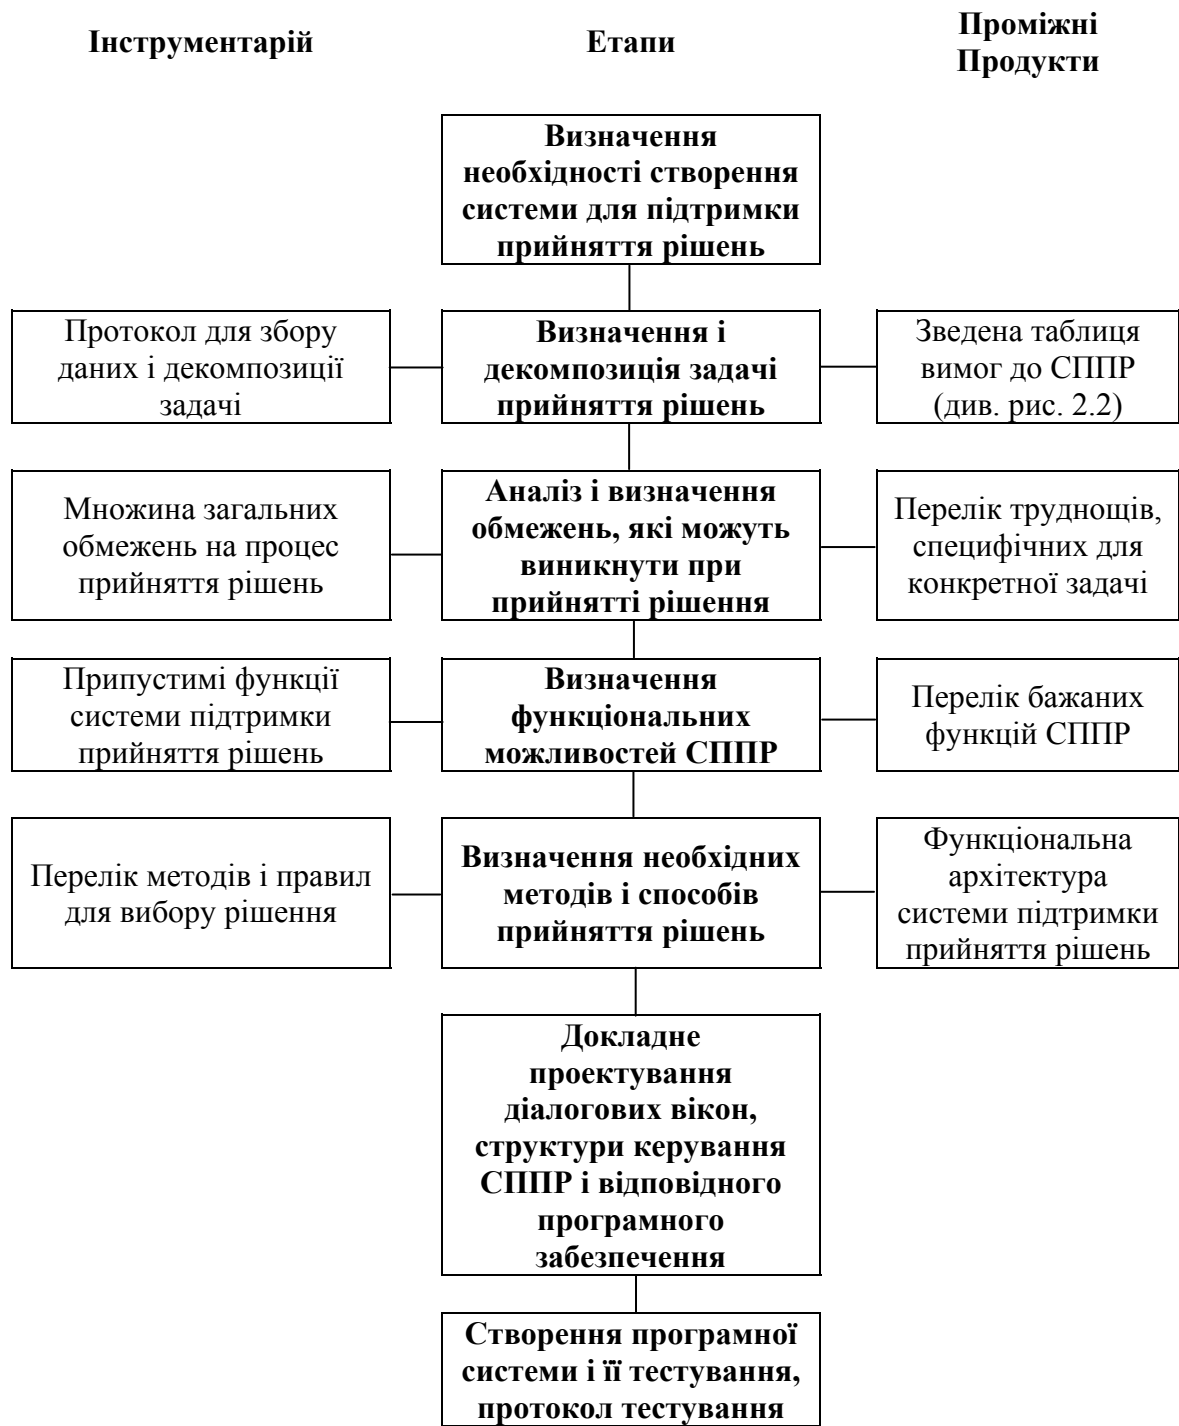 Інструментарій
Етапи
Проміжні
Продукти
Визначення
необхідності створення
системи для підтримки
прийняття рішень
Протокол для збору
даних і декомпозиції
задачі
Визначення і
декомпозиція задачі
прийняття рішень
Зведена таблиця
вимог до СППР
(див. рис. 2.2)
Множина загальних
обмежень на процес
прийняття рішень
Аналіз і визначення
обмежень, які можуть
виникнути при
прийнятті рішення
Перелік труднощів,
специфічних для
конкретної задачі
Припустимі функції
системи підтримки
прийняття рішень
Визначення
функціональних
можливостей СППР
Перелік бажаних
функцій СППР
Перелік методів і правил
для вибору рішення
Визначення необхідних
методів і способів
прийняття рішень
Функціональна
архітектура
системи підтримки
прийняття рішень
Докладне
проектування
діалогових вікон,
структури керування
СППР і відповідного
програмного
забезпечення
Створення програмної
системи і її тестування,
протокол тестування